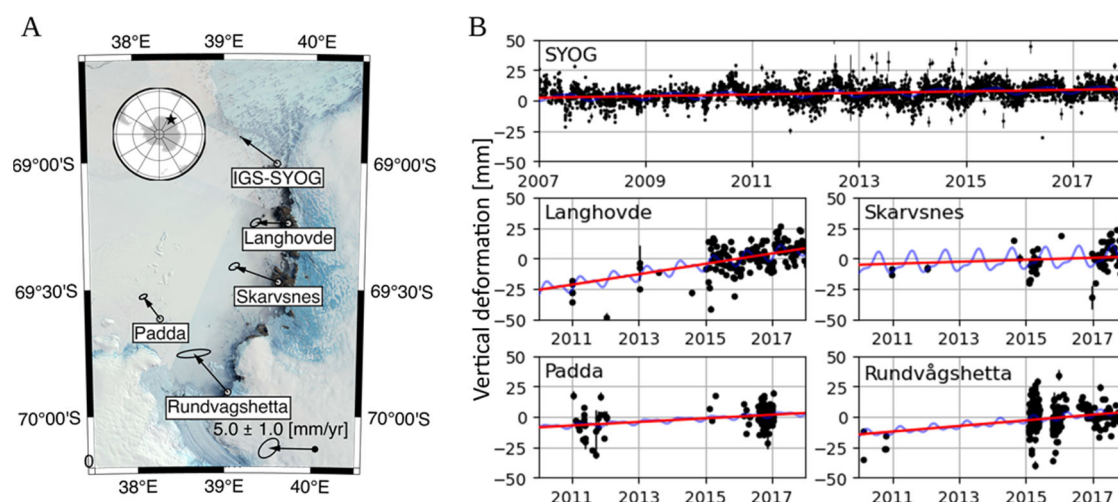 A
38°E 39°E 40°E
69°00'S 69°00'S
IGS-SYOG
Langhovde
69°30'S 69°30'S
Skarvsnes
Padda
Rundvagshetta
70°00'S 70°00'S
5.0 ± 1.0 [mm/yr]
0
38°E 39°E 40°E
B
Vertical deformation [mm]
SYOG
50
25
0
−25
−50
2007 2009 2011 2013 2015 2017
Langhovde
50
25
0
−25
−50
2011 2013 2015 2017
Skarvsnes
50
25
0
−25
−50
2011 2013 2015 2017
Padda
50
25
0
−25
−50
2011 2013 2015 2017
Rundvågshetta
50
25
0
−25
−50
2011 2013 2015 2017